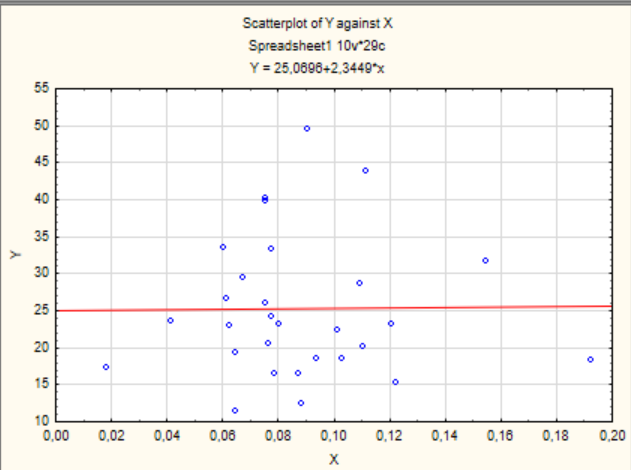 Scatterplot of Y against X
Spreadsheet1 10v*29c
Y = 25,0696+2,3449*x
55
50
45
40
35
30
25
20
15
10
Y
0,00 0,02 0,04 0,06 0,08 0,10 0,12 0,14 0,16 0,18 0,20
X